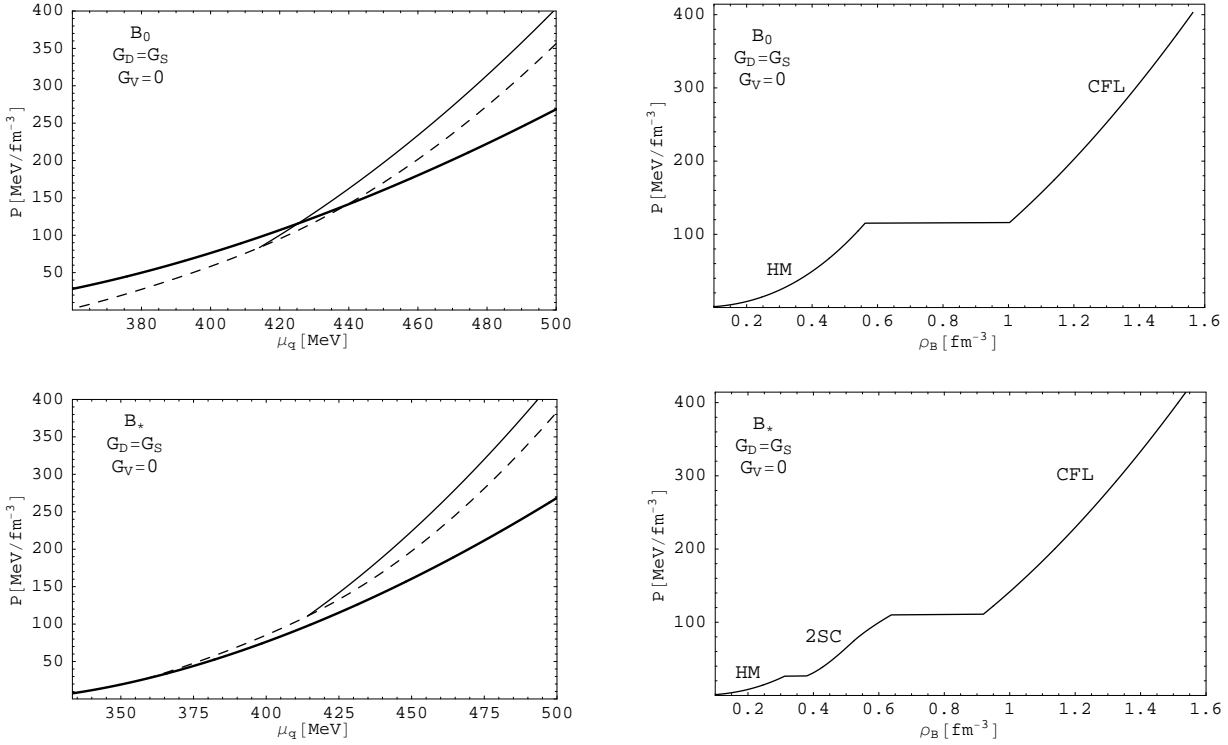 400
350
300
250
200
150
100
50
P[MeV/fm⁻³]
B₀
G_D=G_S
G_V=0
380 400 420 440 460 480 500
μ_q[MeV]
400
300
200
100
P[MeV/fm⁻³]
B₀
G_D=G_S
G_V=0
CFL
HM
0.2 0.4 0.6 0.8 1 1.2 1.4 1.6
ρ_B[fm⁻³]
400
350
300
250
200
150
100
50
P[MeV/fm⁻³]
B_*
G_D=G_S
G_V=0
350 375 400 425 450 475 500
μ_q[MeV]
400
300
200
100
P[MeV/fm⁻³]
B_*
G_D=G_S
G_V=0
CFL
2SC
HM
0.2 0.4 0.6 0.8 1 1.2 1.4 1.6
ρ_B[fm⁻³]